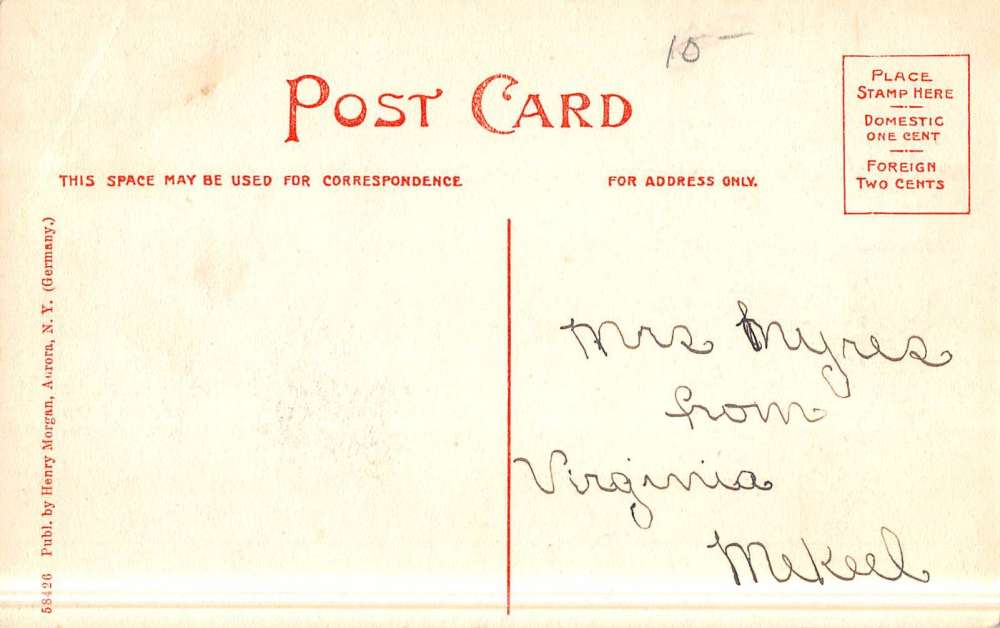 15
POST CARD
PLACE
STAMP HERE
DOMESTIC
ONE CENT
FOREIGN
TWO CENTS
THIS SPACE MAY BE USED FOR CORRESPONDENCE
FOR ADDRESS ONLY.
58426 Publ. by Henry Morgan, Aurora, N. Y. (Germany.)
Mrs Myres
from
Virginia
McKeel